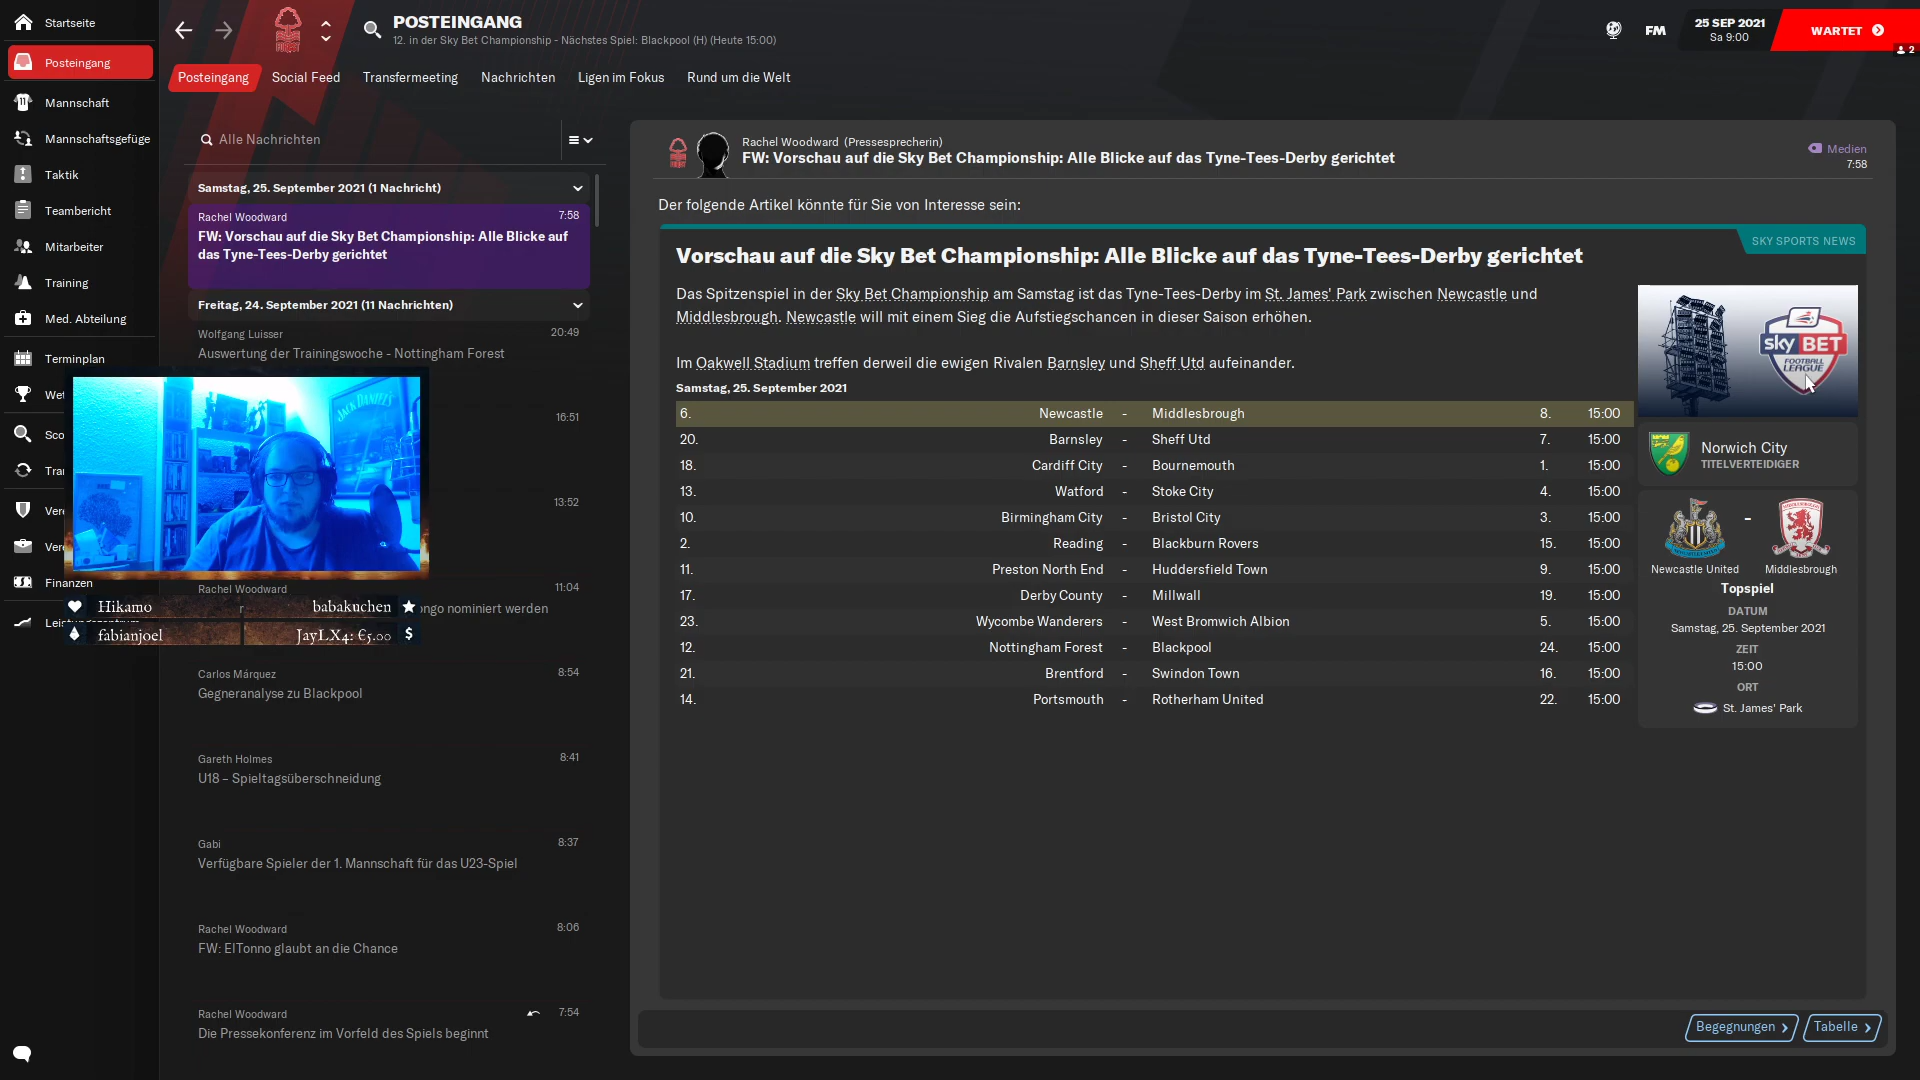 Startseite
Posteingang
Mannschaft
Mannschaftsgefüge
Taktik
Teambericht
Mitarbeiter
Training
Med. Abteilung
Terminplan
Finanzen
POSTEINGANG
12. in der Sky Bet Championship - Nächstes Spiel: Blackpool (H) (Heute 15:00)
FM
25 SEP 2021
Sa 9:00
WARTET
2
Posteingang Social Feed Transfermeeting Nachrichten Ligen im Fokus Rund um die Welt
Alle Nachrichten
Samstag, 25. September 2021 (1 Nachricht)
Rachel Woodward 7:58
FW: Vorschau auf die Sky Bet Championship: Alle Blicke auf
das Tyne-Tees-Derby gerichtet
Freitag, 24. September 2021 (11 Nachrichten)
Wolfgang Luisser 20:49
Auswertung der Trainingswoche - Nottingham Forest
16:51
13:52
JACK DANIEL'S
Rachel Woodward 11:04
ongo nominiert werden
Hikamo babakuchen
fabianjoel JayLX4: €5.00
Carlos Márquez 8:54
Gegneranalyse zu Blackpool
Gareth Holmes 8:41
U18 – Spieltagsüberschneidung
Gabi 8:37
Verfügbare Spieler der 1. Mannschaft für das U23-Spiel
Rachel Woodward 8:06
FW: ElTonno glaubt an die Chance
Rachel Woodward 7:54
Die Pressekonferenz im Vorfeld des Spiels beginnt
Rachel Woodward (Pressesprecherin)
FW: Vorschau auf die Sky Bet Championship: Alle Blicke auf das Tyne-Tees-Derby gerichtet
Medien
7:58
Der folgende Artikel könnte für Sie von Interesse sein:
SKY SPORTS NEWS
Vorschau auf die Sky Bet Championship: Alle Blicke auf das Tyne-Tees-Derby gerichtet
Das Spitzenspiel in der Sky Bet Championship am Samstag ist das Tyne-Tees-Derby im St. James' Park zwischen Newcastle und
Middlesbrough. Newcastle will mit einem Sieg die Aufstiegschancen in dieser Saison erhöhen.
Im Oakwell Stadium treffen derweil die ewigen Rivalen Barnsley und Sheff Utd aufeinander.
Samstag, 25. September 2021
6. Newcastle - Middlesbrough 8. 15:00
20. Barnsley - Sheff Utd 7. 15:00
18. Cardiff City - Bournemouth 1. 15:00
13. Watford - Stoke City 4. 15:00
10. Birmingham City - Bristol City 3. 15:00
2. Reading - Blackburn Rovers 15. 15:00
11. Preston North End - Huddersfield Town 9. 15:00
17. Derby County - Millwall 19. 15:00
23. Wycombe Wanderers - West Bromwich Albion 5. 15:00
12. Nottingham Forest - Blackpool 24. 15:00
21. Brentford - Swindon Town 16. 15:00
14. Portsmouth - Rotherham United 22. 15:00
sky BET
FOOTBALL
LEAGUE
Norwich City
TITELVERTEIDIGER
-
Newcastle United Middlesbrough
Topspiel
DATUM
Samstag, 25. September 2021
ZEIT
15:00
ORT
St. James' Park
Begegnungen Tabelle